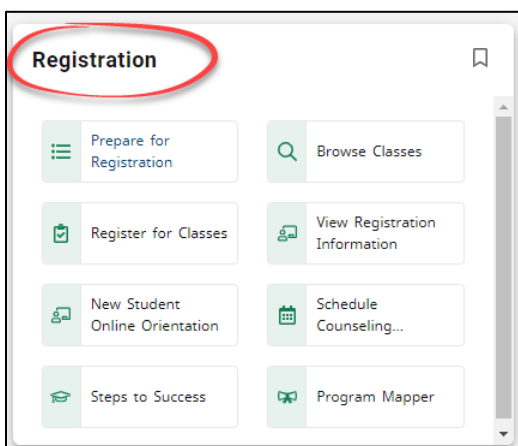 Registration
Prepare for
Registration
Browse Classes
Register for Classes
View Registration
Information
New Student
Online Orientation
Schedule
Counseling...
Steps to Success
Program Mapper